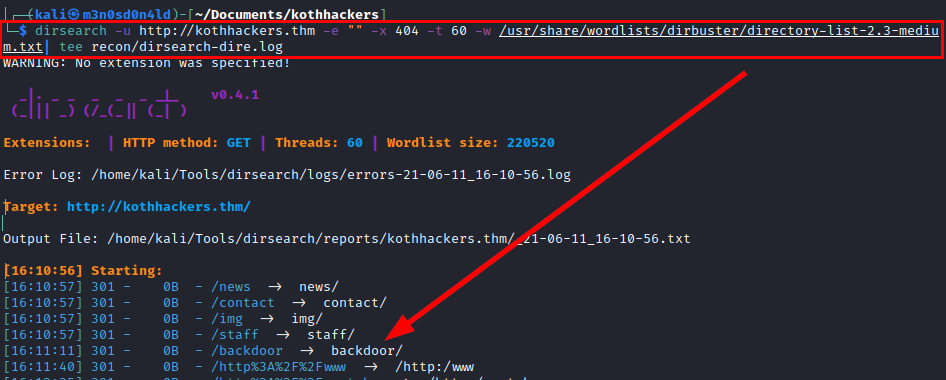 (kali㉿m3n0sd0n4ld)-[~/Documents/kothhackers]
$ dirsearch -u http://kothhackers.thm -e "" -x 404 -t 60 -w /usr/share/wordlists/dirbuster/directory-list-2.3-mediu
m.txt| tee recon/dirsearch-dire.log
WARNING: No extension was specified!
v0.4.1
Extensions: | HTTP method: GET | Threads: 60 | Wordlist size: 220520
Error Log: /home/kali/Tools/dirsearch/logs/errors-21-06-11_16-10-56.log
Target: http://kothhackers.thm/
Output File: /home/kali/Tools/dirsearch/reports/kothhackers.thm/_21-06-11_16-10-56.txt
[16:10:56] Starting:
[16:10:57] 301 - 0B - /news -> news/
[16:10:57] 301 - 0B - /contact -> contact/
[16:10:57] 301 - 0B - /img -> img/
[16:10:57] 301 - 0B - /staff -> staff/
[16:11:11] 301 - 0B - /backdoor -> backdoor/
[16:11:40] 301 - 0B - /http%3A%2F%2Fwww -> /http:/www